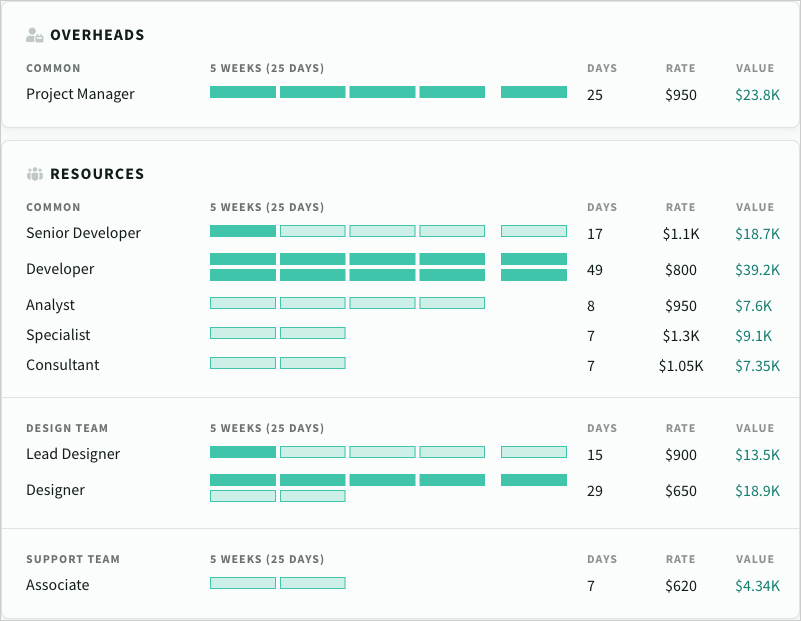 OVERHEADS
COMMON 5 WEEKS (25 DAYS) DAYS RATE VALUE
Project Manager 25 $950 $23.8K
RESOURCES
COMMON 5 WEEKS (25 DAYS) DAYS RATE VALUE
Senior Developer 17 $1.1K $18.7K
Developer 49 $800 $39.2K
Analyst 8 $950 $7.6K
Specialist 7 $1.3K $9.1K
Consultant 7 $1.05K $7.35K
DESIGN TEAM 5 WEEKS (25 DAYS) DAYS RATE VALUE
Lead Designer 15 $900 $13.5K
Designer 29 $650 $18.9K
SUPPORT TEAM 5 WEEKS (25 DAYS) DAYS RATE VALUE
Associate 7 $620 $4.34K